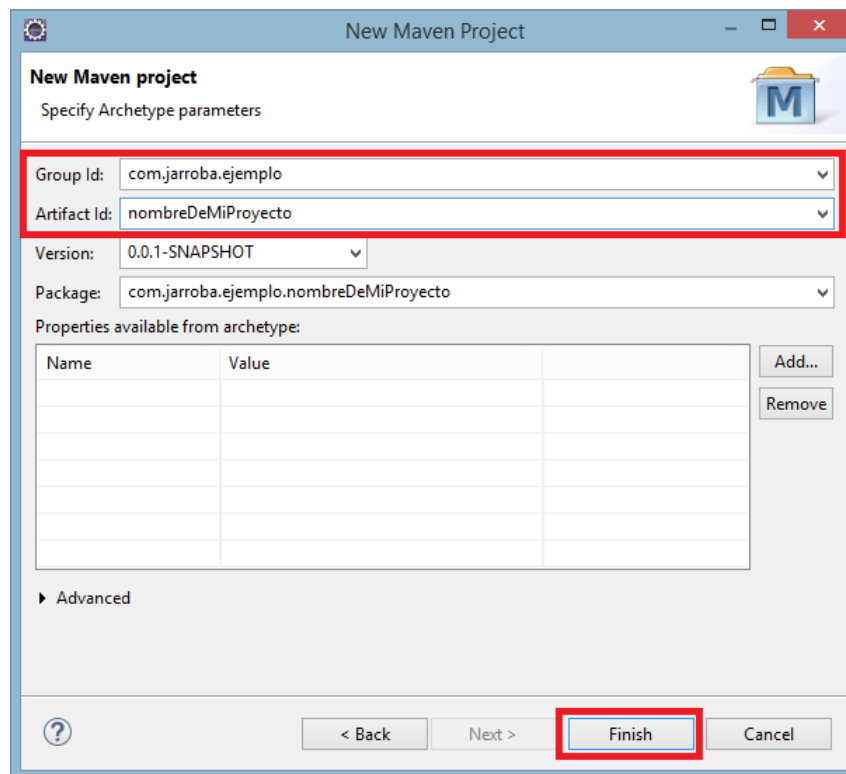 New Maven Project
New Maven project
Specify Archetype parameters
M
Group Id: com.jarroba.ejemplo
Artifact Id: nombreDeMiProyecto
Version: 0.0.1-SNAPSHOT
Package: com.jarroba.ejemplo.nombreDeMiProyecto
Properties available from archetype:
Name Value Add...
Remove
Advanced
? < Back Next > Finish Cancel